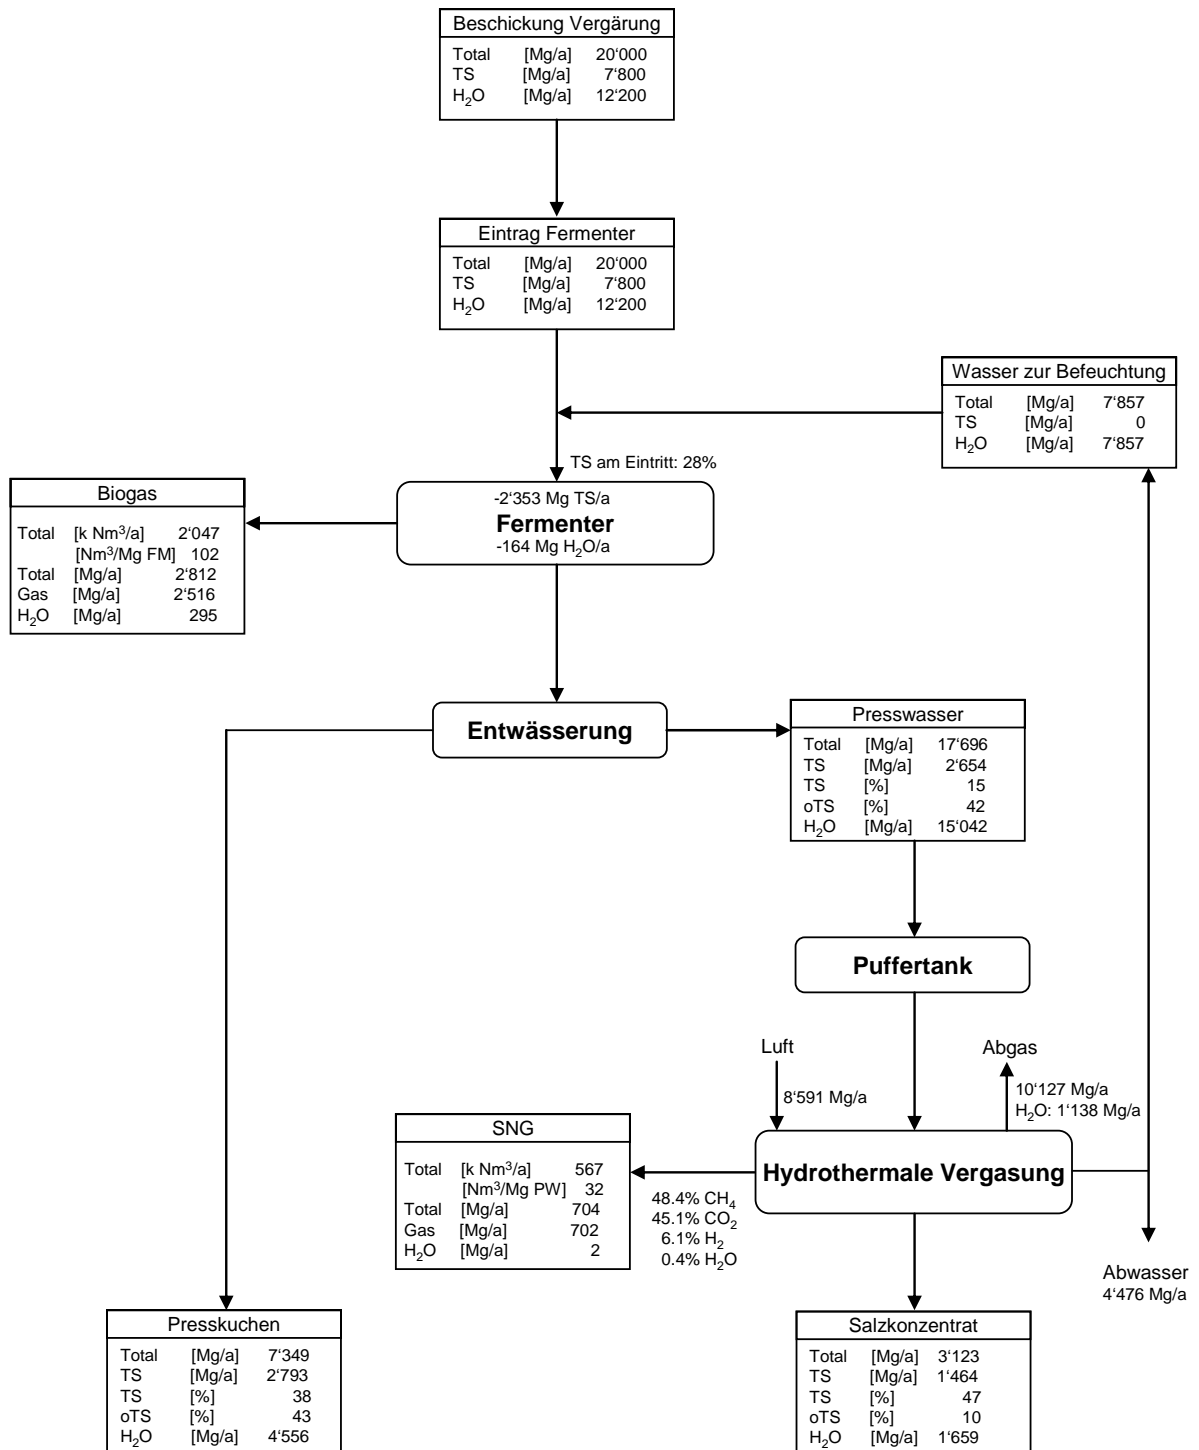 Beschickung Vergärung
Total [Mg/a] 20‘000
TS [Mg/a] 7‘800
H₂O [Mg/a] 12‘200
Eintrag Fermenter
Total [Mg/a] 20‘000
TS [Mg/a] 7‘800
H₂O [Mg/a] 12‘200
Wasser zur Befeuchtung
Total [Mg/a] 7‘857
TS [Mg/a] 0
H₂O [Mg/a] 7‘857
TS am Eintritt: 28%
Biogas
Total [k Nm³/a] 2‘047
[Nm³/Mg FM] 102
Total [Mg/a] 2‘812
Gas [Mg/a] 2‘516
H₂O [Mg/a] 295
-2‘353 Mg TS/a
Fermenter
-164 Mg H₂O/a
Entwässerung
Presswasser
Total [Mg/a] 17‘696
TS [Mg/a] 2‘654
TS [%] 15
oTS [%] 42
H₂O [Mg/a] 15‘042
Puffertank
Luft
8‘591 Mg/a
Abgas
10‘127 Mg/a
H₂O: 1‘138 Mg/a
Hydrothermale Vergasung
SNG
Total [k Nm³/a] 567
[Nm³/Mg PW] 32
Total [Mg/a] 704
Gas [Mg/a] 702
H₂O [Mg/a] 2
48.4% CH₄
45.1% CO₂
6.1% H₂
0.4% H₂O
Abwasser
4‘476 Mg/a
Presskuchen
Total [Mg/a] 7‘349
TS [Mg/a] 2‘793
TS [%] 38
oTS [%] 43
H₂O [Mg/a] 4‘556
Salzkonzentrat
Total [Mg/a] 3‘123
TS [Mg/a] 1‘464
TS [%] 47
oTS [%] 10
H₂O [Mg/a] 1‘659